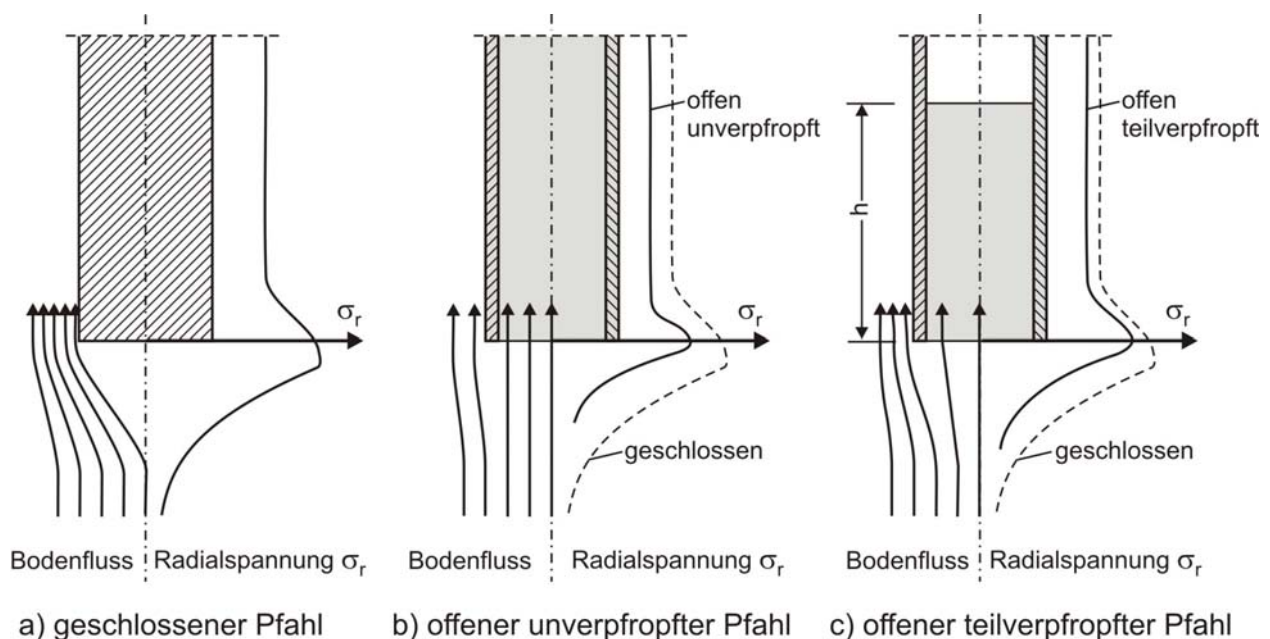 offen
unverpfropft
offen
teilverpfropft
h
σr
σr
σr
geschlossen
geschlossen
Bodenfluss
Radialspannung σr
Bodenfluss
Radialspannung σr
Bodenfluss
Radialspannung σr
a) geschlossener Pfahl
b) offener unverpfropfter Pfahl
c) offener teilverpfropfter Pfahl